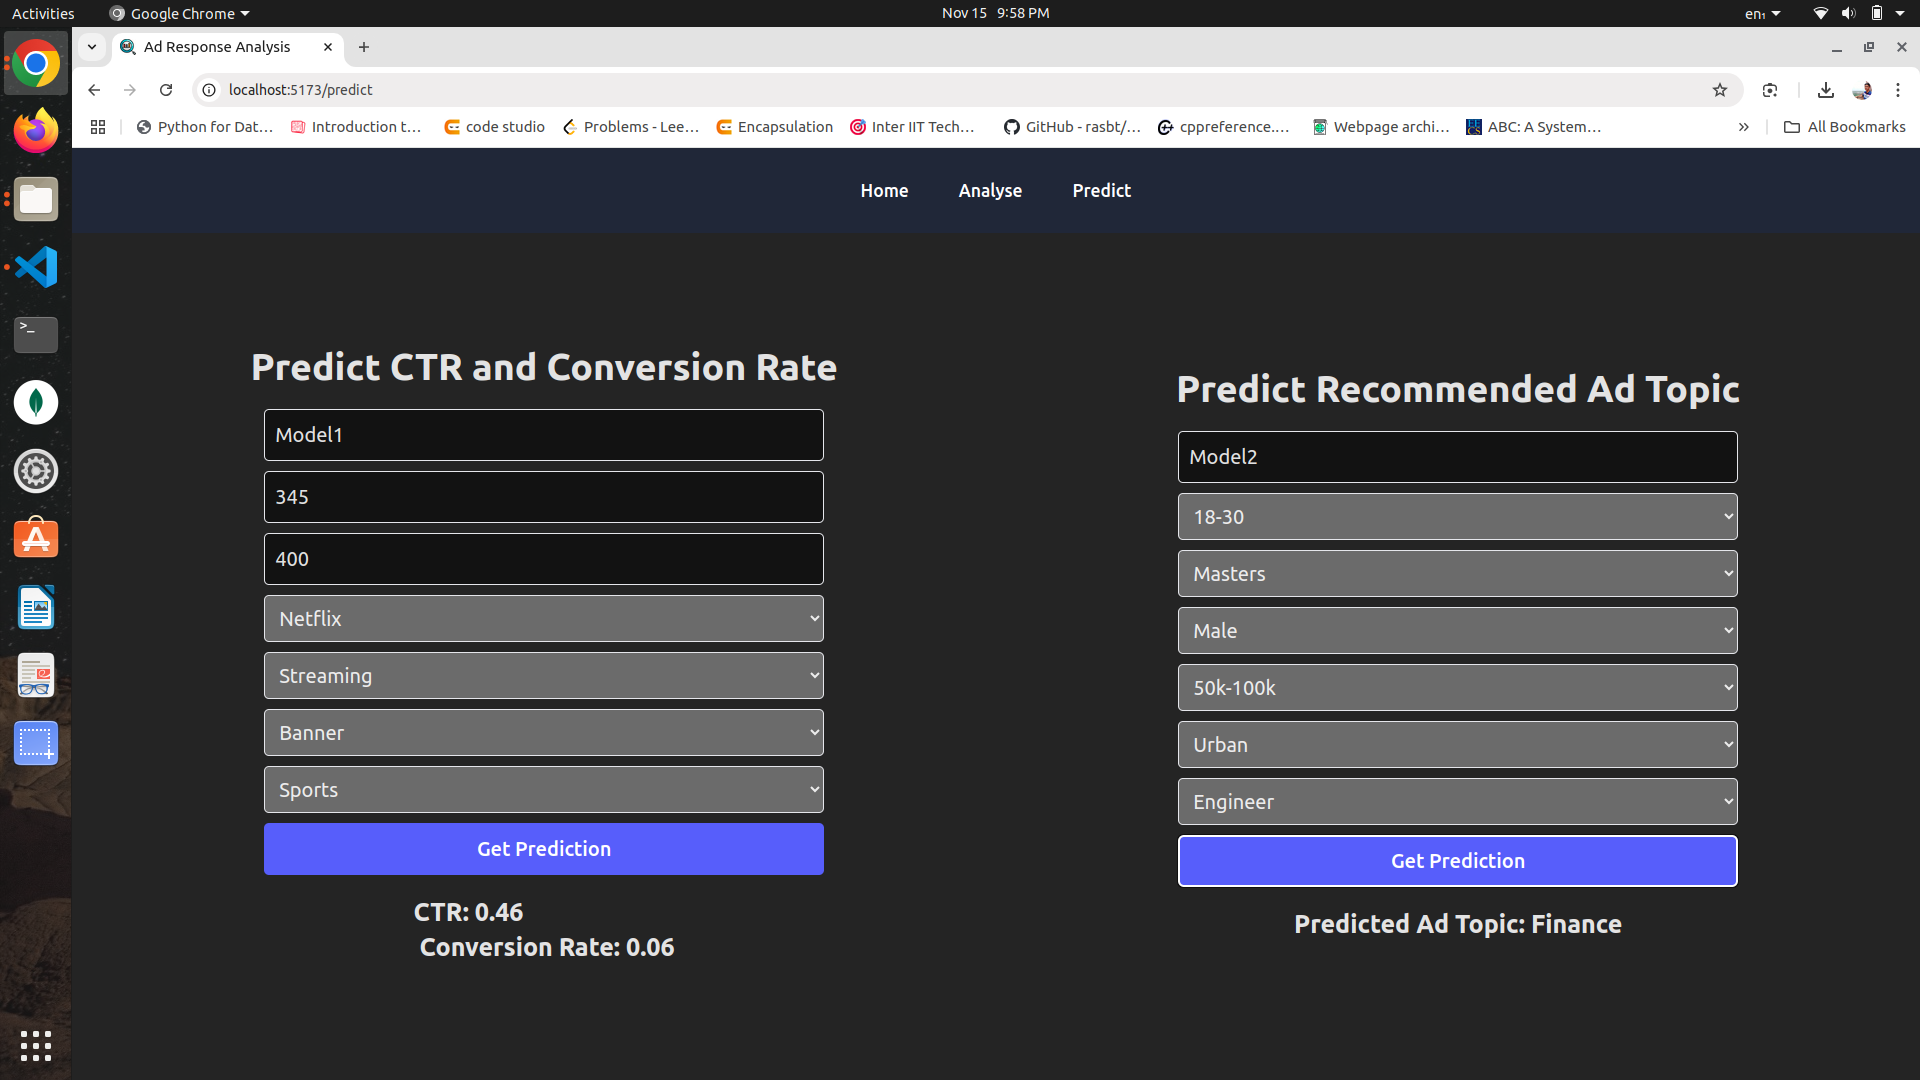 Activities
Google Chrome
Nov 15 9:58 PM
en₁
Ad Response Analysis
localhost:5173/predict
Python for Dat...
Introduction t...
code studio
Problems - Lee...
Encapsulation
Inter IIT Tech...
GitHub - rasbt/...
cppreference....
Webpage archi...
ABC: A System...
All Bookmarks
Home
Analyse
Predict
Predict CTR and Conversion Rate
Model1
345
400
Netflix
Streaming
Banner
Sports
Get Prediction
CTR: 0.46
Conversion Rate: 0.06
Predict Recommended Ad Topic
Model2
18-30
Masters
Male
50k-100k
Urban
Engineer
Get Prediction
Predicted Ad Topic: Finance